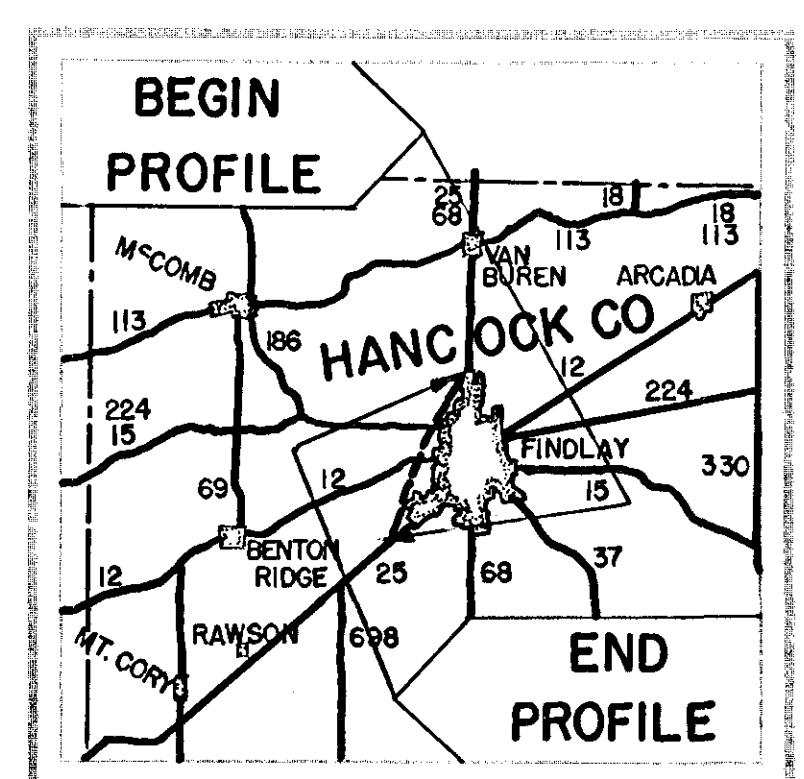 BEGIN
PROFILE
25
68
18
18
113
113
McCOMB
VAN
BUREN
ARCADIA
113
186
HANCOCK CO
12
224
224
15
FINDLAY
330
69
12
15
BENTON
RIDGE
25
68
37
12
RAWSON
698
MT. CORY
END
PROFILE